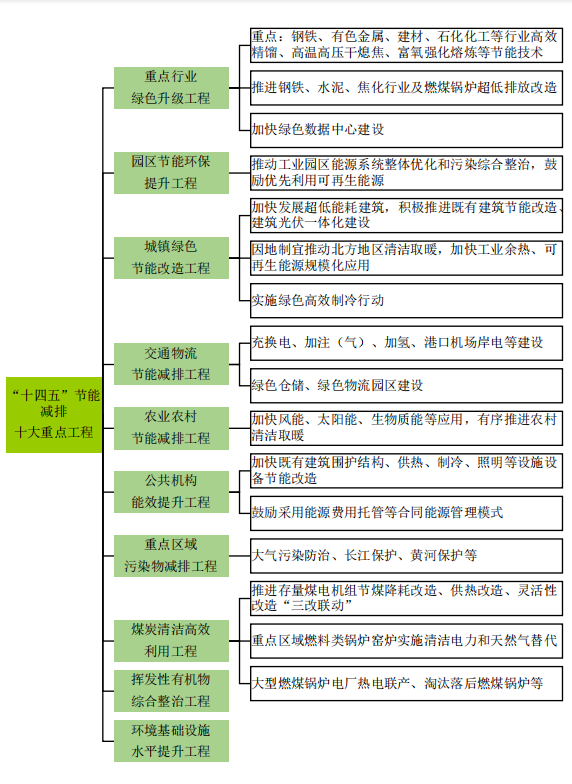 “十四五”节能
减排
十大重点工程
重点行业
绿色升级工程
重点：钢铁、有色金属、建材、石化化工等行业高效
精馏、高温高压干熄焦、富氧强化熔炼等节能技术
推进钢铁、水泥、焦化行业及燃煤锅炉超低排放改造
加快绿色数据中心建设
园区节能环保
提升工程
推动工业园区能源系统整体优化和污染综合整治，鼓
励优先利用可再生能源
城镇绿色
节能改造工程
加快发展超低能耗建筑，积极推进既有建筑节能改造、
建筑光伏一体化建设
因地制宜推动北方地区清洁取暖，加快工业余热、可
再生能源规模化应用
实施绿色高效制冷行动
交通物流
节能减排工程
充换电、加注（气）、加氢、港口机场岸电等建设
绿色仓储、绿色物流园区建设
农业农村
节能减排工程
加快风能、太阳能、生物质能等应用，有序推进农村
清洁取暖
公共机构
能效提升工程
加快既有建筑围护结构、供热、制冷、照明等设施设
备节能改造
鼓励采用能源费用托管等合同能源管理模式
重点区域
污染物减排工程
大气污染防治、长江保护、黄河保护等
煤炭清洁高效
利用工程
推进存量煤电机组节煤降耗改造、供热改造、灵活性
改造“三改联动”
重点区域燃料类锅炉窑炉实施清洁电力和天然气替代
大型燃煤锅炉电厂热电联产、淘汰落后燃煤锅炉等
挥发性有机物
综合整治工程
环境基础设施
水平提升工程